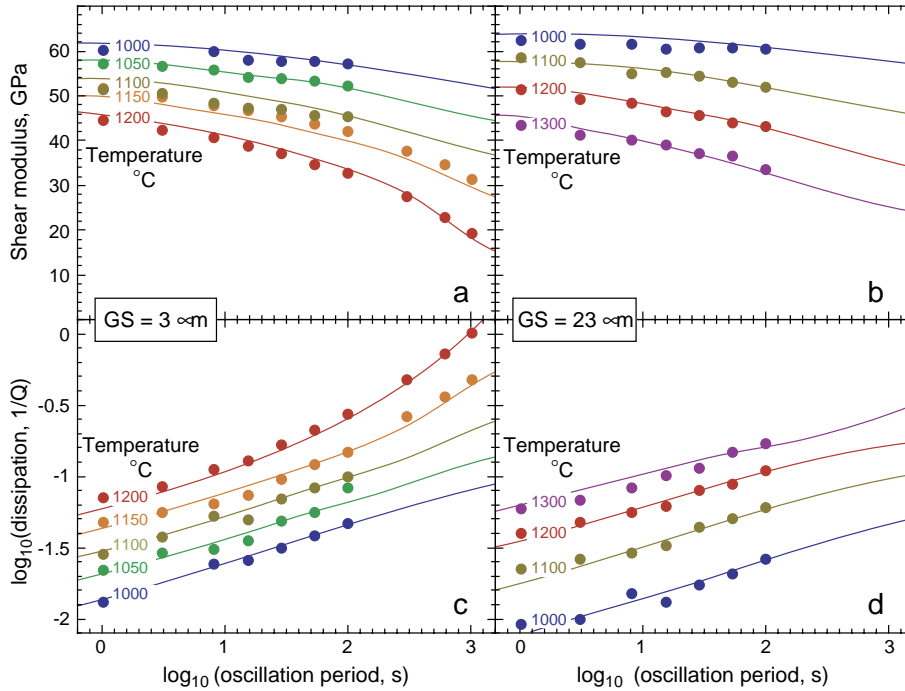 a
b
60
50
40
30
20
10
Shear modulus, GPa
1000
1050
1100
1150
1200
Temperature
°C
1000
1100
1200
1300
Temperature
°C
GS = 3 ∝m
GS = 23 ∝m
0
-0.5
-1
-1.5
-2
log10(dissipation, 1/Q)
Temperature
°C
1200
1150
1100
1050
1000
c
Temperature
°C
1300
1200
1100
1000
d
0 1 2 3
0 1 2 3
log10 (oscillation period, s)
log10 (oscillation period, s)